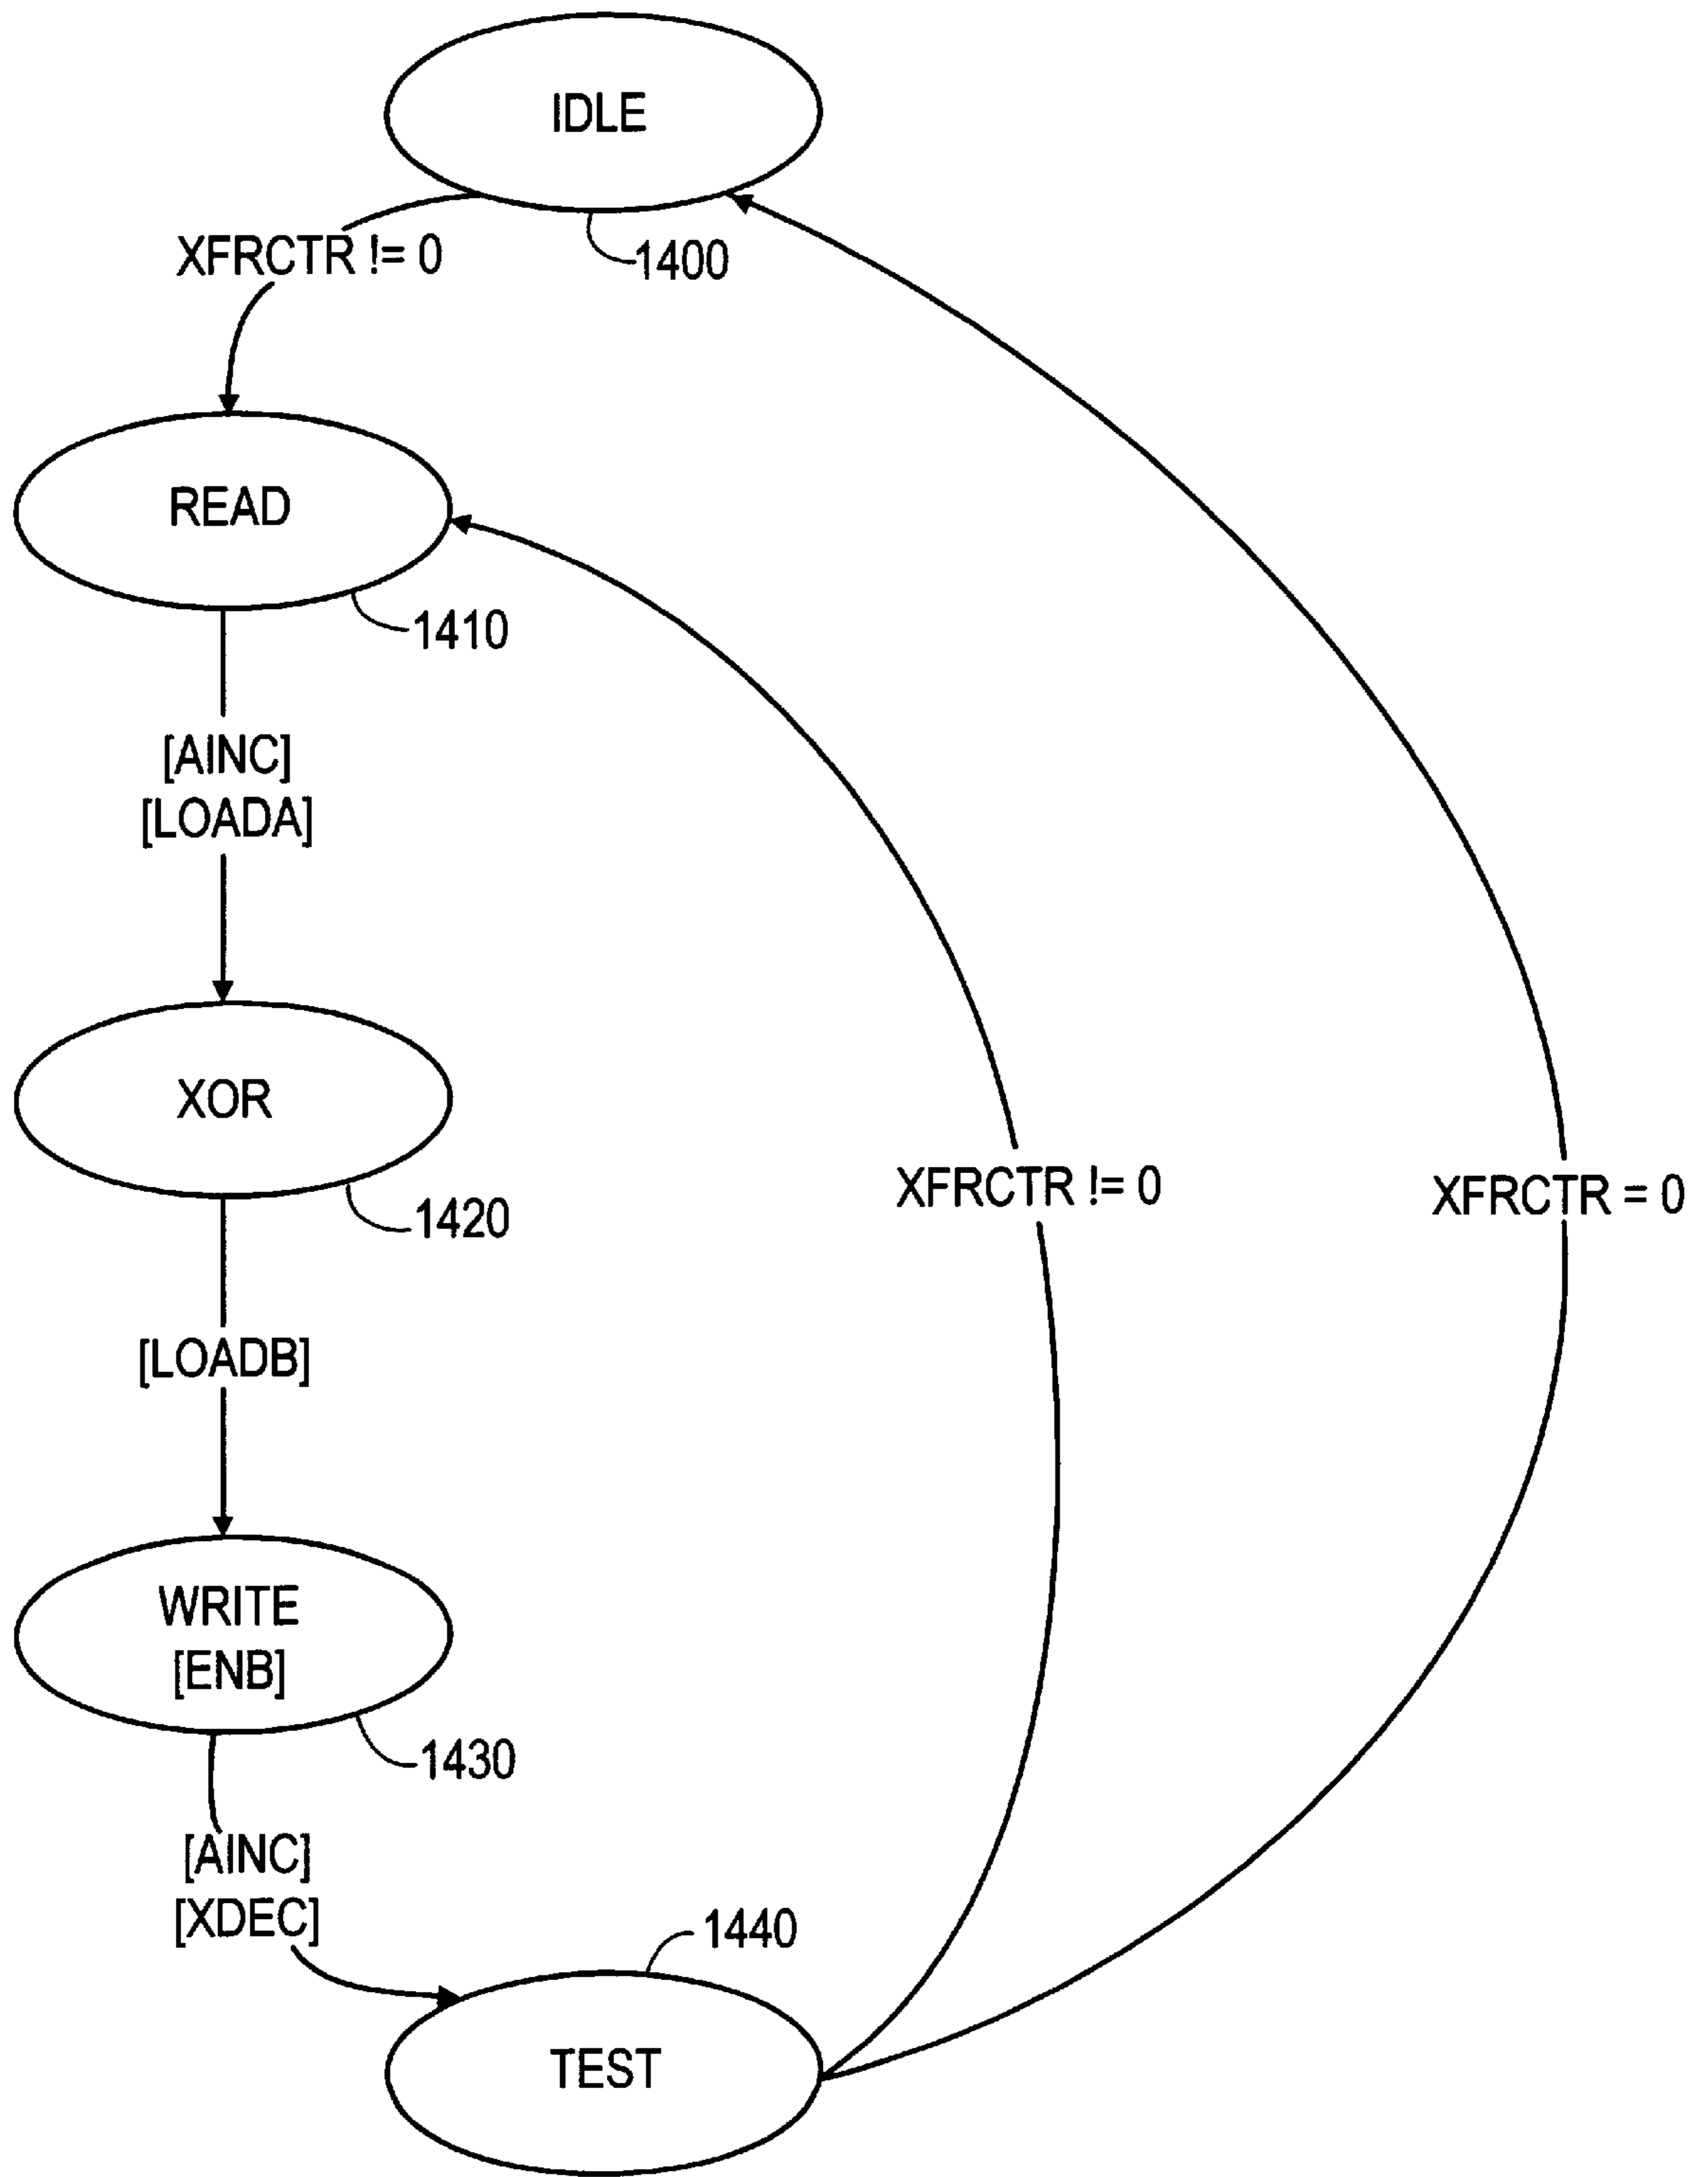 IDLE
1400
XFRCTR != 0
READ
1410
[AINC]
[LOADA]
XOR
1420
XFRCTR != 0
XFRCTR = 0
[LOADB]
WRITE
[ENB]
1430
[AINC]
[XDEC]
1440
TEST